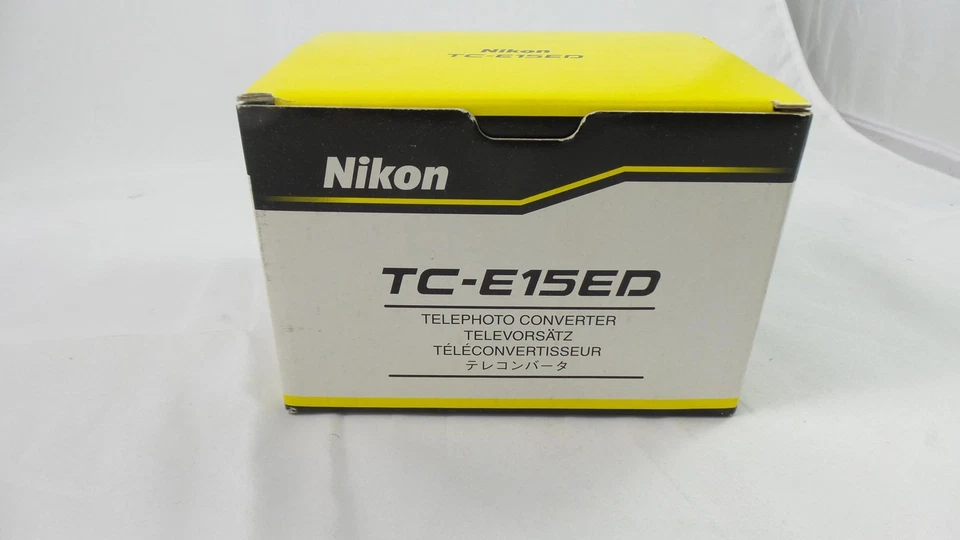 Nikon
TC-E15ED
Nikon
TC-E15ED
TELEPHOTO CONVERTER
TELEVORSÄTZ
TÉLÉCONVERTISSEUR
テレコンバータ